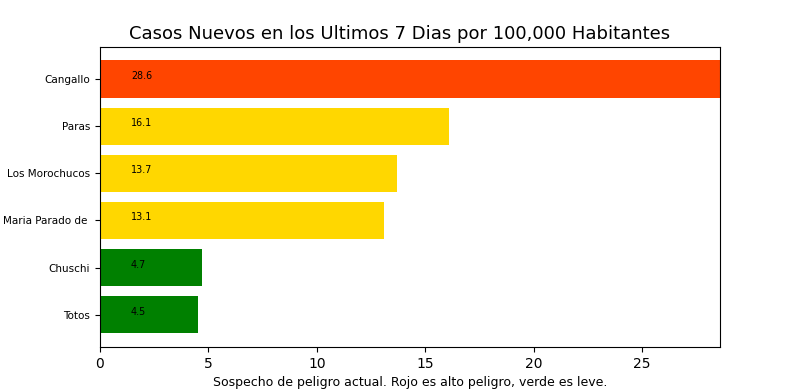 Casos Nuevos en los Ultimos 7 Dias por 100,000 Habitantes
Cangallo 28.6
Paras 16.1
Los Morochucos 13.7
Maria Parado de 13.1
Chuschi 4.7
Totos 4.5
0 5 10 15 20 25
Sospecho de peligro actual. Rojo es alto peligro, verde es leve.